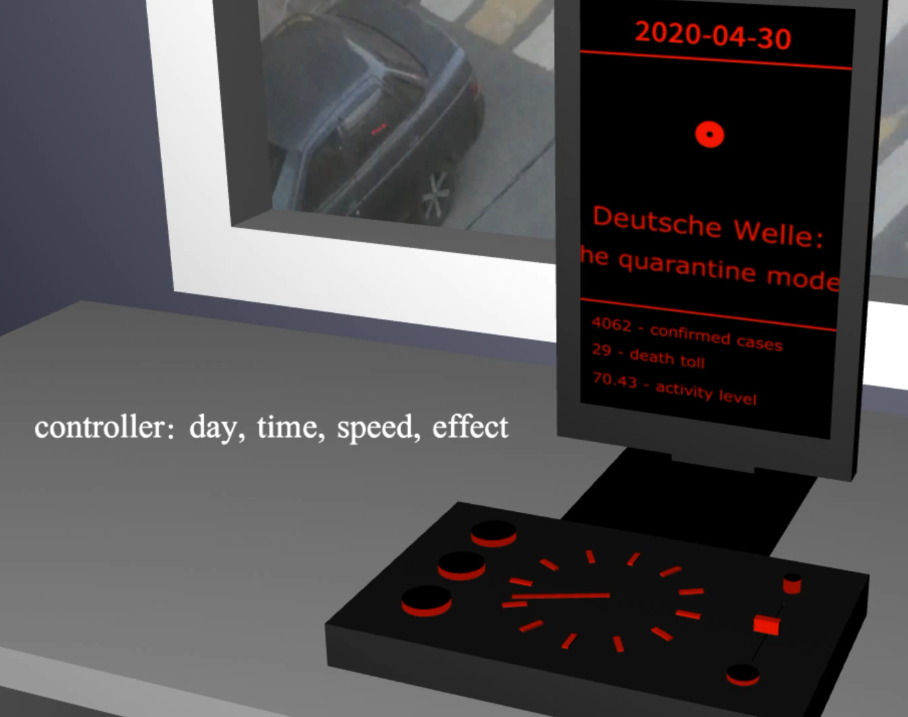 2020-04-30
Deutsche Welle:
he quarantine mode
4062 - confirmed cases
29 - death toll
70.43 - activity level
controller: day, time, speed, effect